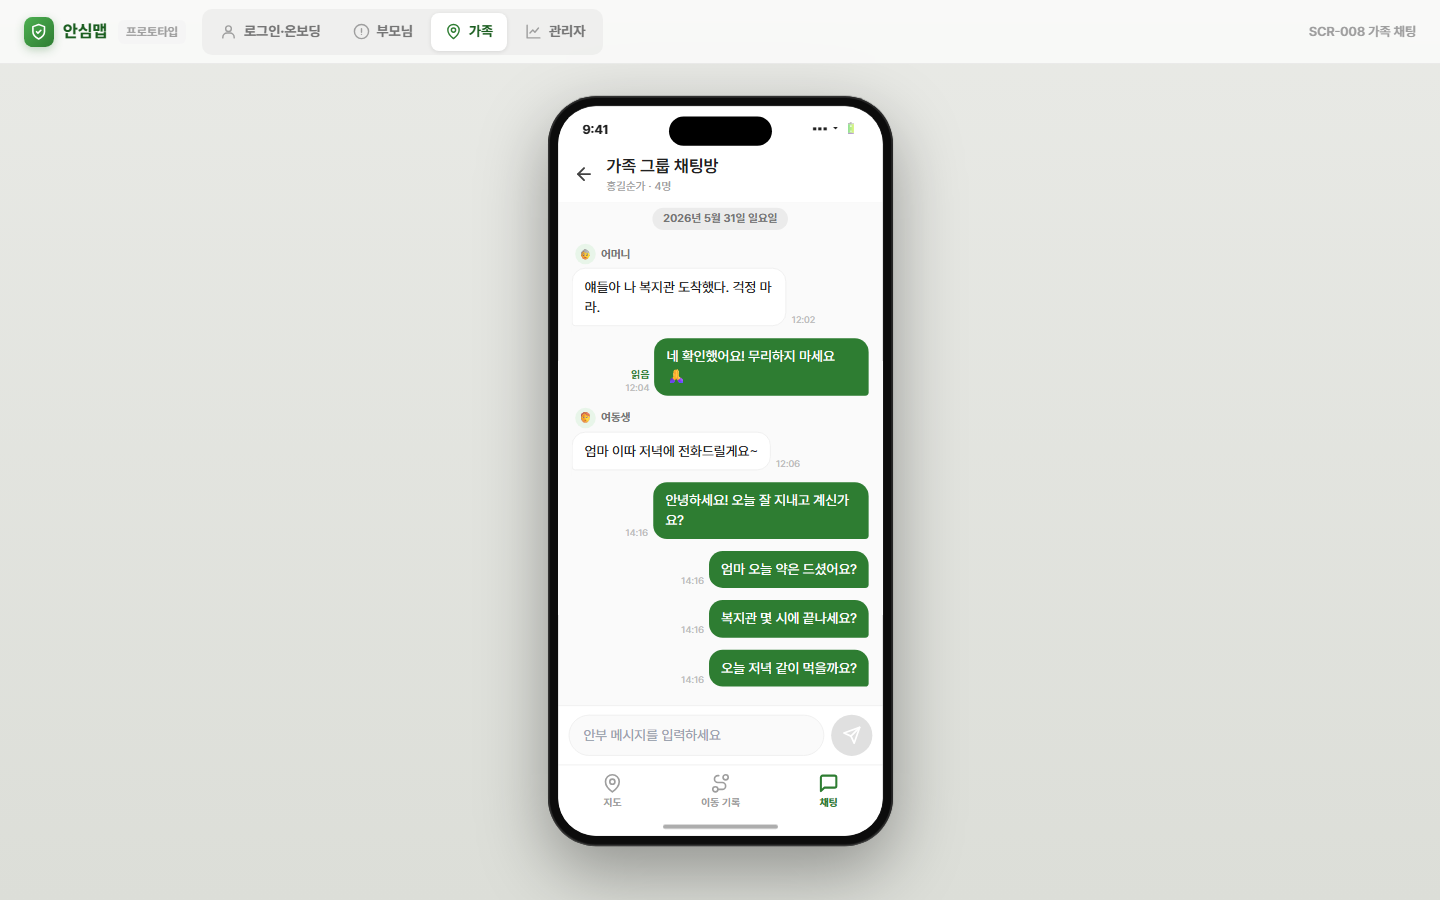 안심맵 프로토타입 로그인·온보딩 부모님 가족 관리자 SCR-008 가족 채팅
9:41
가족 그룹 채팅방
홍길순가 · 4명
2026년 5월 31일 일요일
어머니
얘들아 나 복지관 도착했다. 걱정 마
라.
12:02
네 확인했어요! 무리하지 마세요
🙏
읽음
12:04
여동생
엄마 이따 저녁에 전화드릴게요~
12:06
안녕하세요! 오늘 잘 지내고 계신가
요?
14:16
엄마 오늘 약은 드셨어요?
14:16
복지관 몇 시에 끝나세요?
14:16
오늘 저녁 같이 먹을까요?
14:16
안부 메시지를 입력하세요
지도 이동 기록 채팅